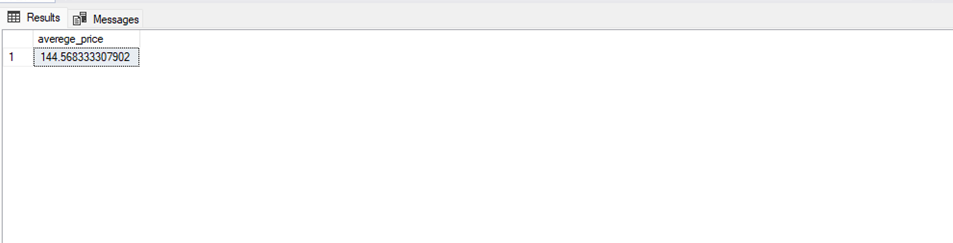 Results Messages
averege_price
1 144.568333307902